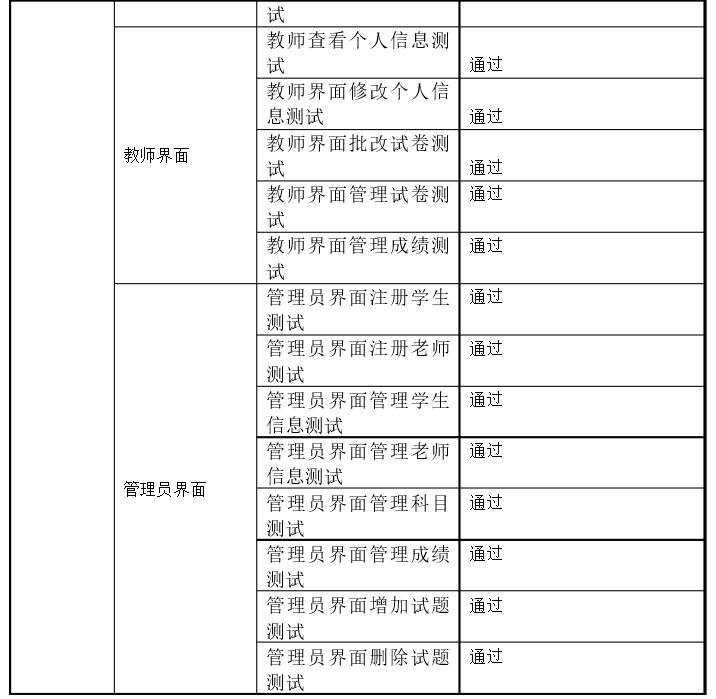 试
教师界面
教师查看个人信息测
试
通过
教师界面修改个人信
息测试
通过
教师界面批改试卷测
试
通过
教师界面管理试卷测
试
通过
教师界面管理成绩测
试
通过
管理员界面
管理员界面注册学生
测试
通过
管理员界面注册老师
测试
通过
管理员界面管理学生
信息测试
通过
管理员界面管理老师
信息测试
通过
管理员界面管理科目
测试
通过
管理员界面管理成绩
测试
通过
管理员界面增加试题
测试
通过
管理员界面删除试题
测试
通过